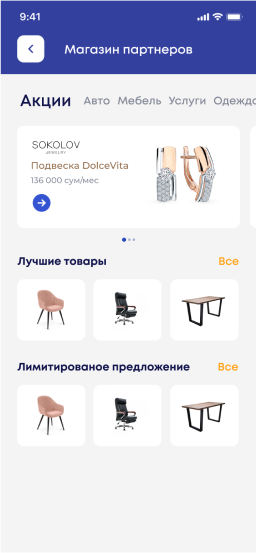 9:41
Магазин партнеров
Акции Авто Мебель Услуги Одежда
SOKOLOV
JEWELRY
Подвеска DolceVita
136 000 сум/мес
Лучшие товары Все
Лимитированое предложение Все